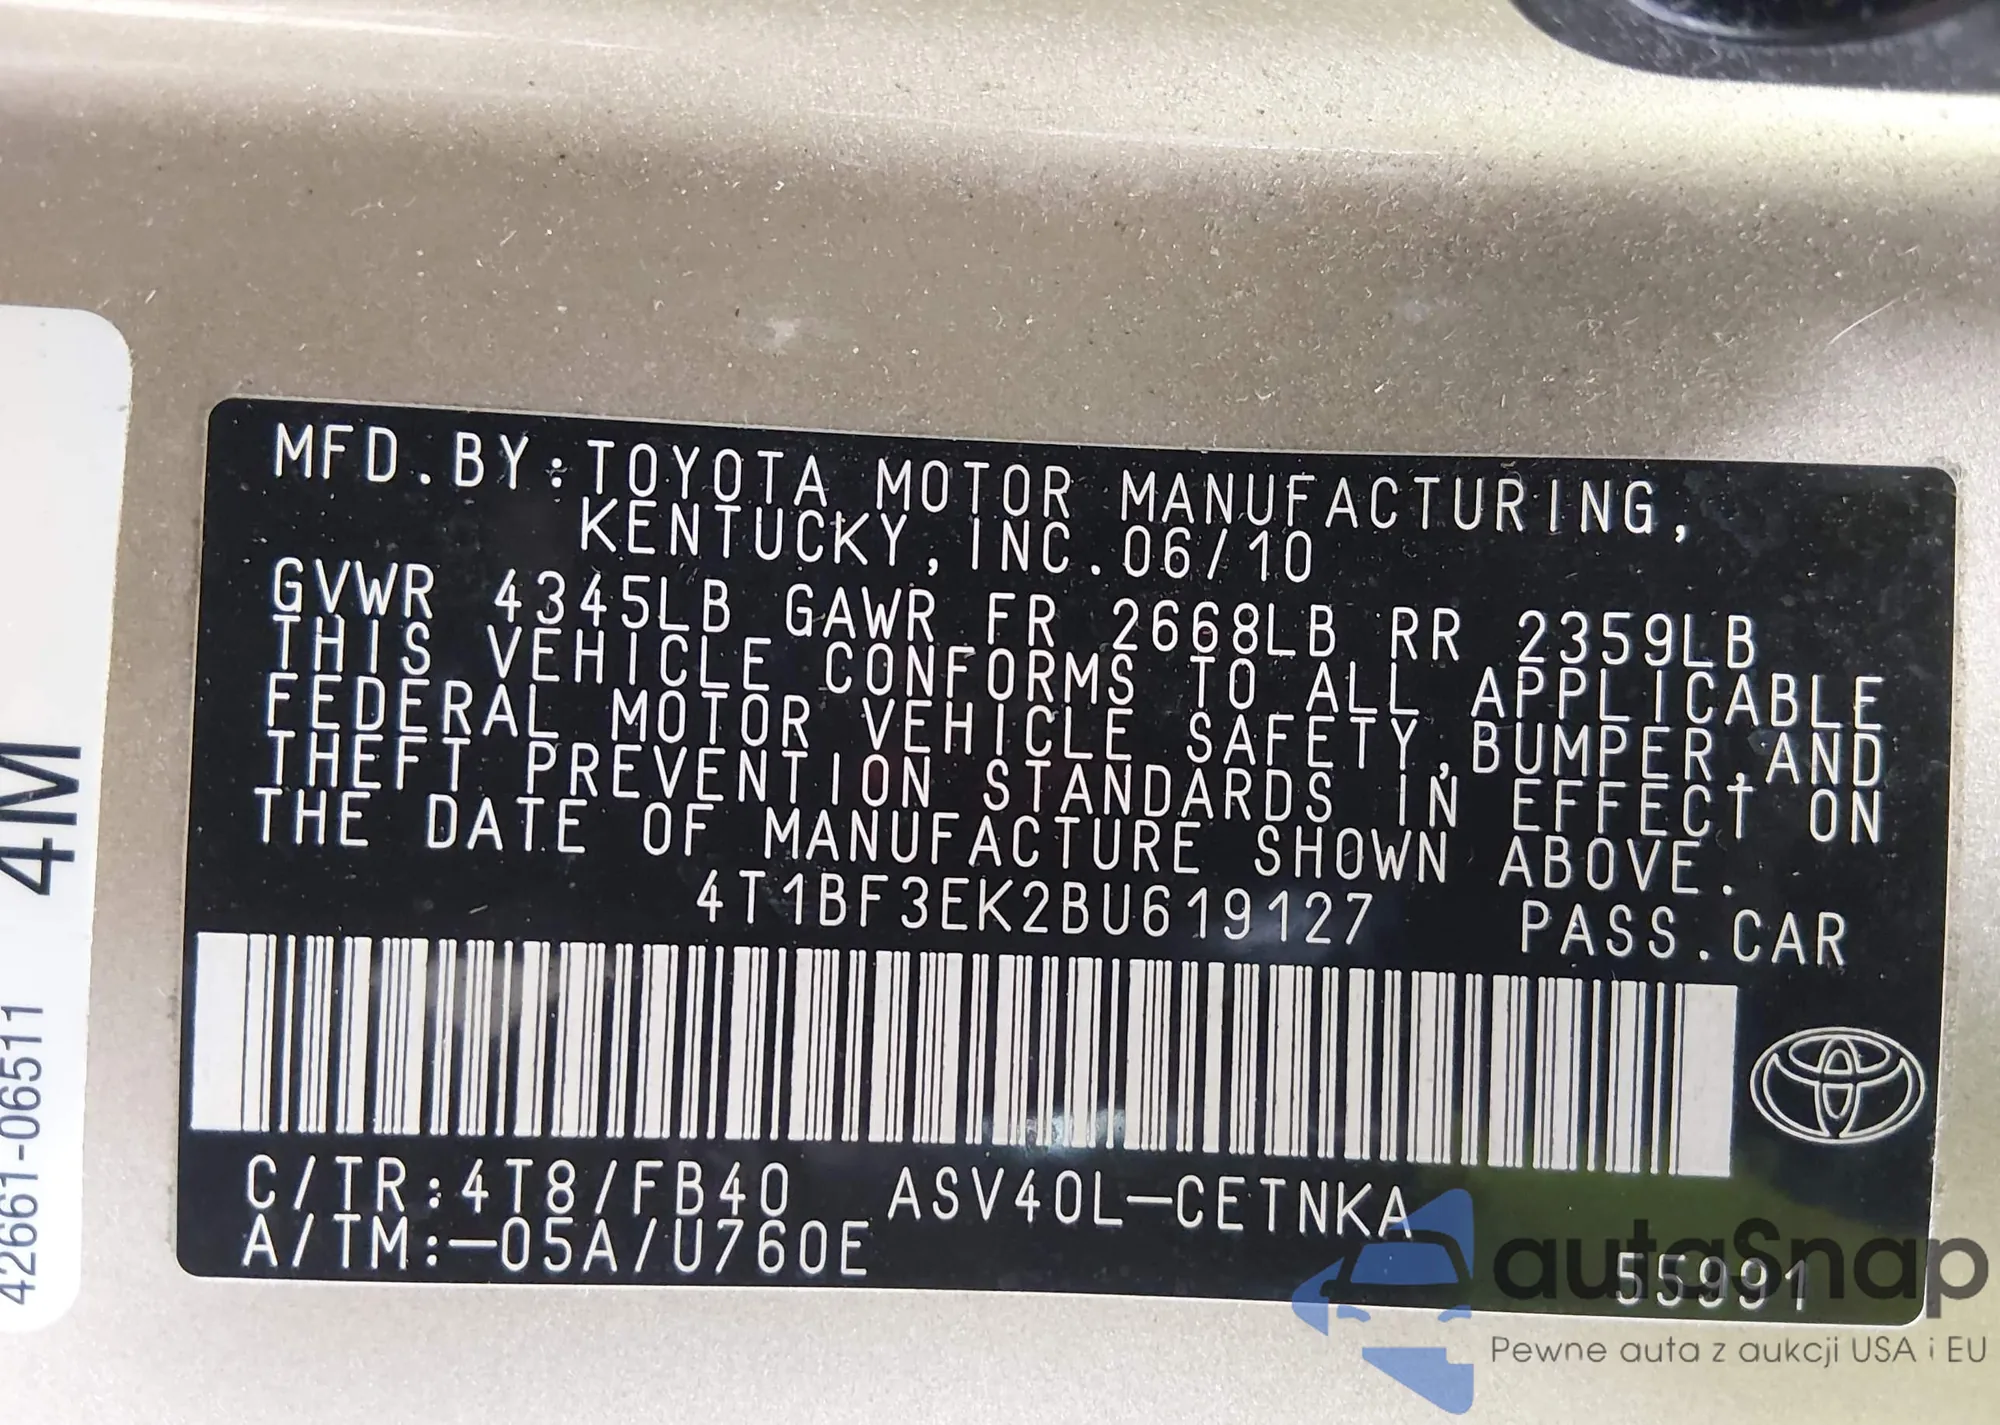 MFD.BY:TOYOTA MOTOR MANUFACTURING,
KENTUCKY,INC.06/10
GVWR 4345LB GAWR FR 2668LB RR 2359LB
THIS VEHICLE CONFORMS TO ALL APPLICABLE
FEDERAL MOTOR VEHICLE SAFETY,BUMPER,AND
THEFT PREVENTION STANDARDS IN EFFECT ON
THE DATE OF MANUFACTURE SHOWN ABOVE.
4T1BF3EK2BU619127 PASS.CAR
C/TR:4T8/FB40 ASV40L-CETNKA
A/TM:-05A/U760E
55991
4M
42661-06511
autoSnap
Pewne auta z aukcji USA i EU